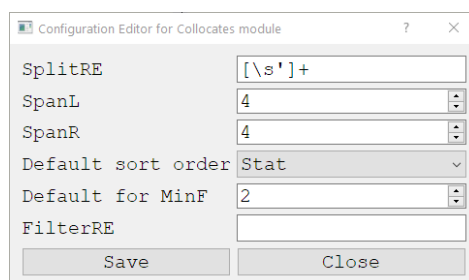 Configuration Editor for Collocates module ? ×
SplitRE [\s']+
SpanL 4
SpanR 4
Default sort order Stat
Default for MinF 2
FilterRE
Save Close